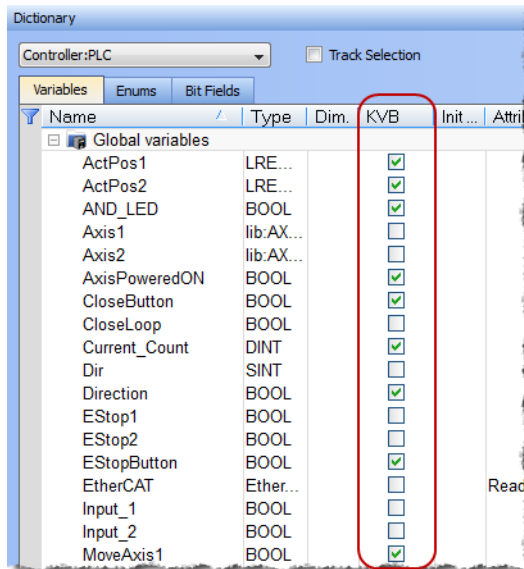 Dictionary
Controller:PLC Track Selection
Variables Enums Bit Fields
Name Type Dim. KVB Init ... Attri
Global variables
ActPos1 LRE...
ActPos2 LRE...
AND_LED BOOL
Axis1 lib:AX...
Axis2 lib:AX...
AxisPoweredON BOOL
CloseButton BOOL
CloseLoop BOOL
Current_Count DINT
Dir SINT
Direction BOOL
EStop1 BOOL
EStop2 BOOL
EStopButton BOOL
EtherCAT Ether... Read
Input_1 BOOL
Input_2 BOOL
MoveAxis1 BOOL